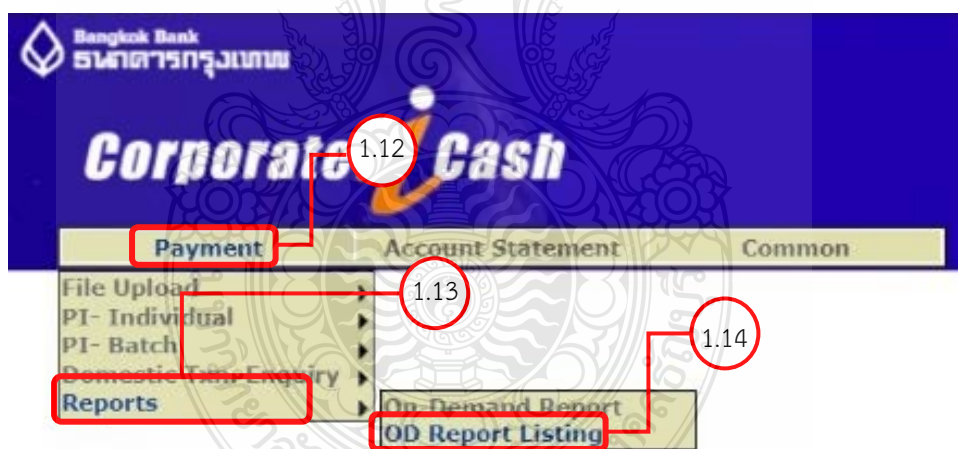 Bangkok Bank
ธนาคารกรุงเทพ
Corporate i Cash
1.12
Payment Account Statement Common
File Upload
1.13
PI- Individual
PI- Batch
1.14
Domestic Txn. Enquiry
Reports
On-Demand Report
OD Report Listing